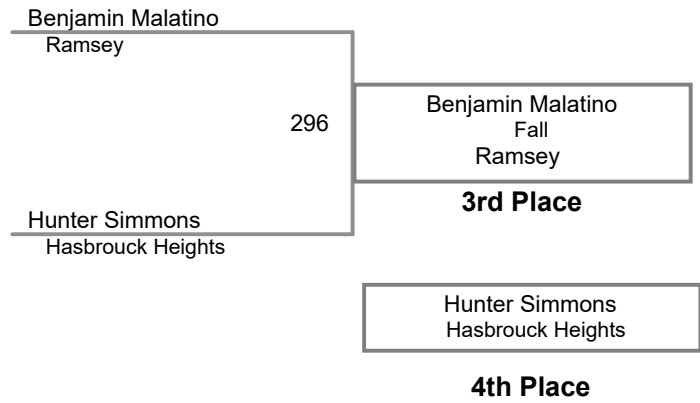 Benjamin Malatino
Ramsey
296
Benjamin Malatino
Fall
Ramsey
3rd Place
Hunter Simmons
Hasbrouck Heights
Hunter Simmons
Hasbrouck Heights
4th Place